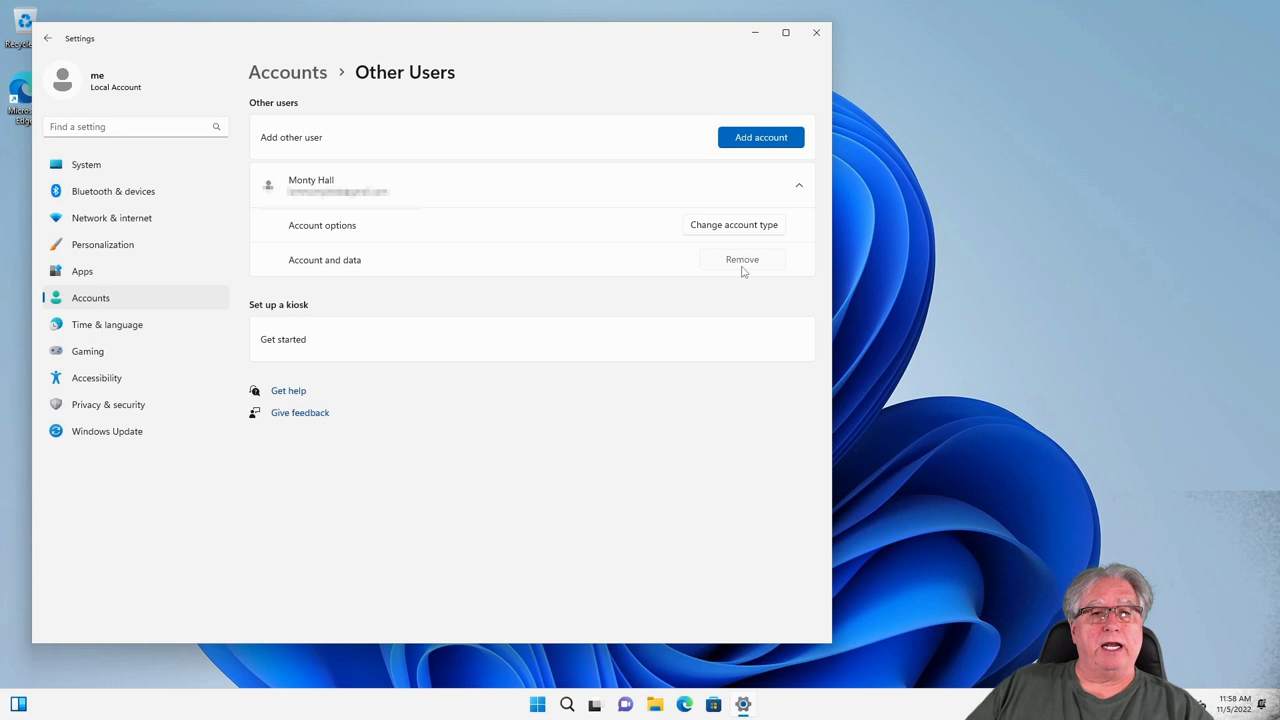 Settings
me
Local Account
Find a setting
System
Bluetooth & devices
Network & internet
Personalization
Apps
Accounts
Time & language
Gaming
Accessibility
Privacy & security
Windows Update
Accounts › Other Users
Other users
Add other user
Add account
Monty Hall
Account options
Change account type
Account and data
Remove
Set up a kiosk
Get started
Get help
Give feedback
11:58 AM
11/5/2022